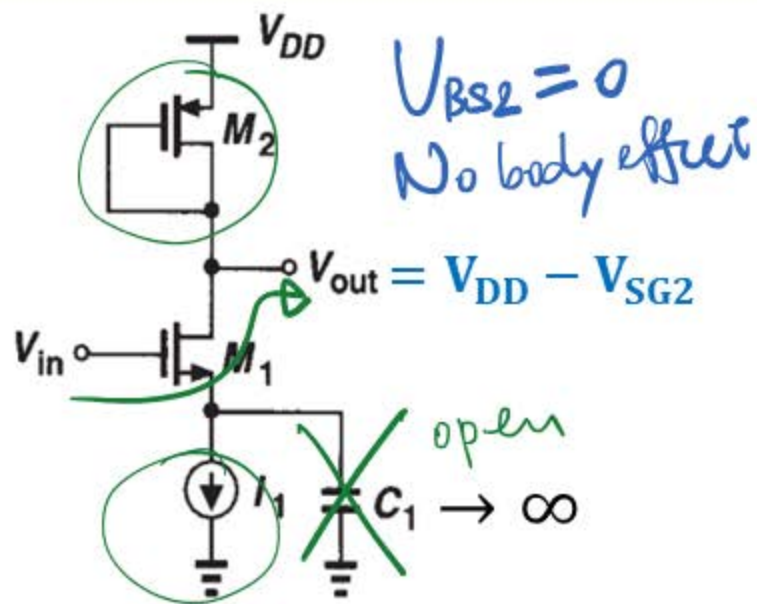 V_DD
V_BS2 = 0
M_2
No body effect
V_out = V_DD − V_SG2
V_in
M_1
open
I_1
C_1 → ∞